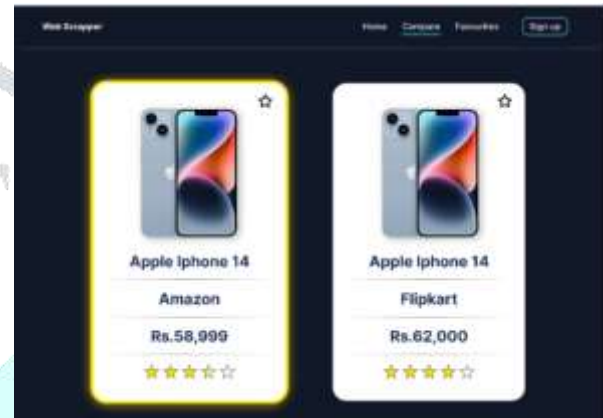 Web Scrapper
Home Compare Favourites Sign up
Apple Iphone 14
Amazon
Rs.58,999
Apple Iphone 14
Flipkart
Rs.62,000